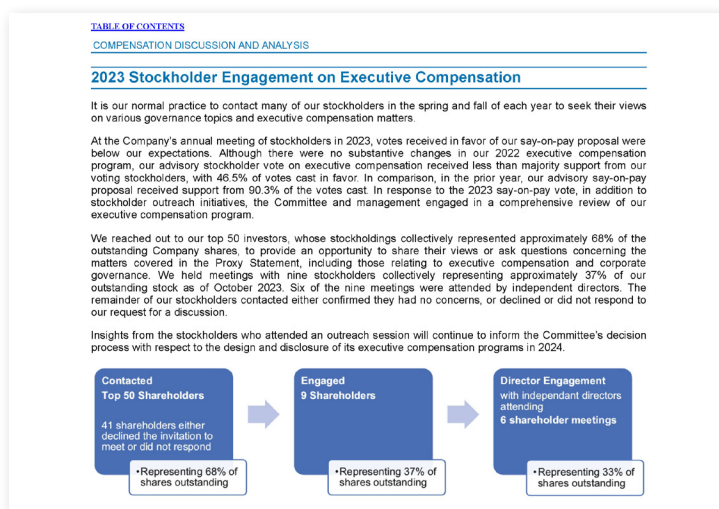 TABLE OF CONTENTS
COMPENSATION DISCUSSION AND ANALYSIS
2023 Stockholder Engagement on Executive Compensation
It is our normal practice to contact many of our stockholders in the spring and fall of each year to seek their views
on various governance topics and executive compensation matters.
At the Company's annual meeting of stockholders in 2023, votes received in favor of our say-on-pay proposal were
below our expectations. Although there were no substantive changes in our 2022 executive compensation
program, our advisory stockholder vote on executive compensation received less than majority support from our
voting stockholders, with 46.5% of votes cast in favor. In comparison, in the prior year, our advisory say-on-pay
proposal received support from 90.3% of the votes cast. In response to the 2023 say-on-pay vote, in addition to
stockholder outreach initiatives, the Committee and management engaged in a comprehensive review of our
executive compensation program.
We reached out to our top 50 investors, whose stockholdings collectively represented approximately 68% of the
outstanding Company shares, to provide an opportunity to share their views or ask questions concerning the
matters covered in the Proxy Statement, including those relating to executive compensation and corporate
governance. We held meetings with nine stockholders collectively representing approximately 37% of our
outstanding stock as of October 2023. Six of the nine meetings were attended by independent directors. The
remainder of our stockholders contacted either confirmed they had no concerns, or declined or did not respond to
our request for a discussion.
Insights from the stockholders who attended an outreach session will continue to inform the Committee's decision
process with respect to the design and disclosure of its executive compensation programs in 2024.
Contacted
Top 50 Shareholders
41 shareholders either
declined the invitation to
meet or did not respond
•Representing 68% of
shares outstanding
Engaged
9 Shareholders
•Representing 37% of
shares outstanding
Director Engagement
with independant directors
attending
6 shareholder meetings
•Representing 33% of
shares outstanding